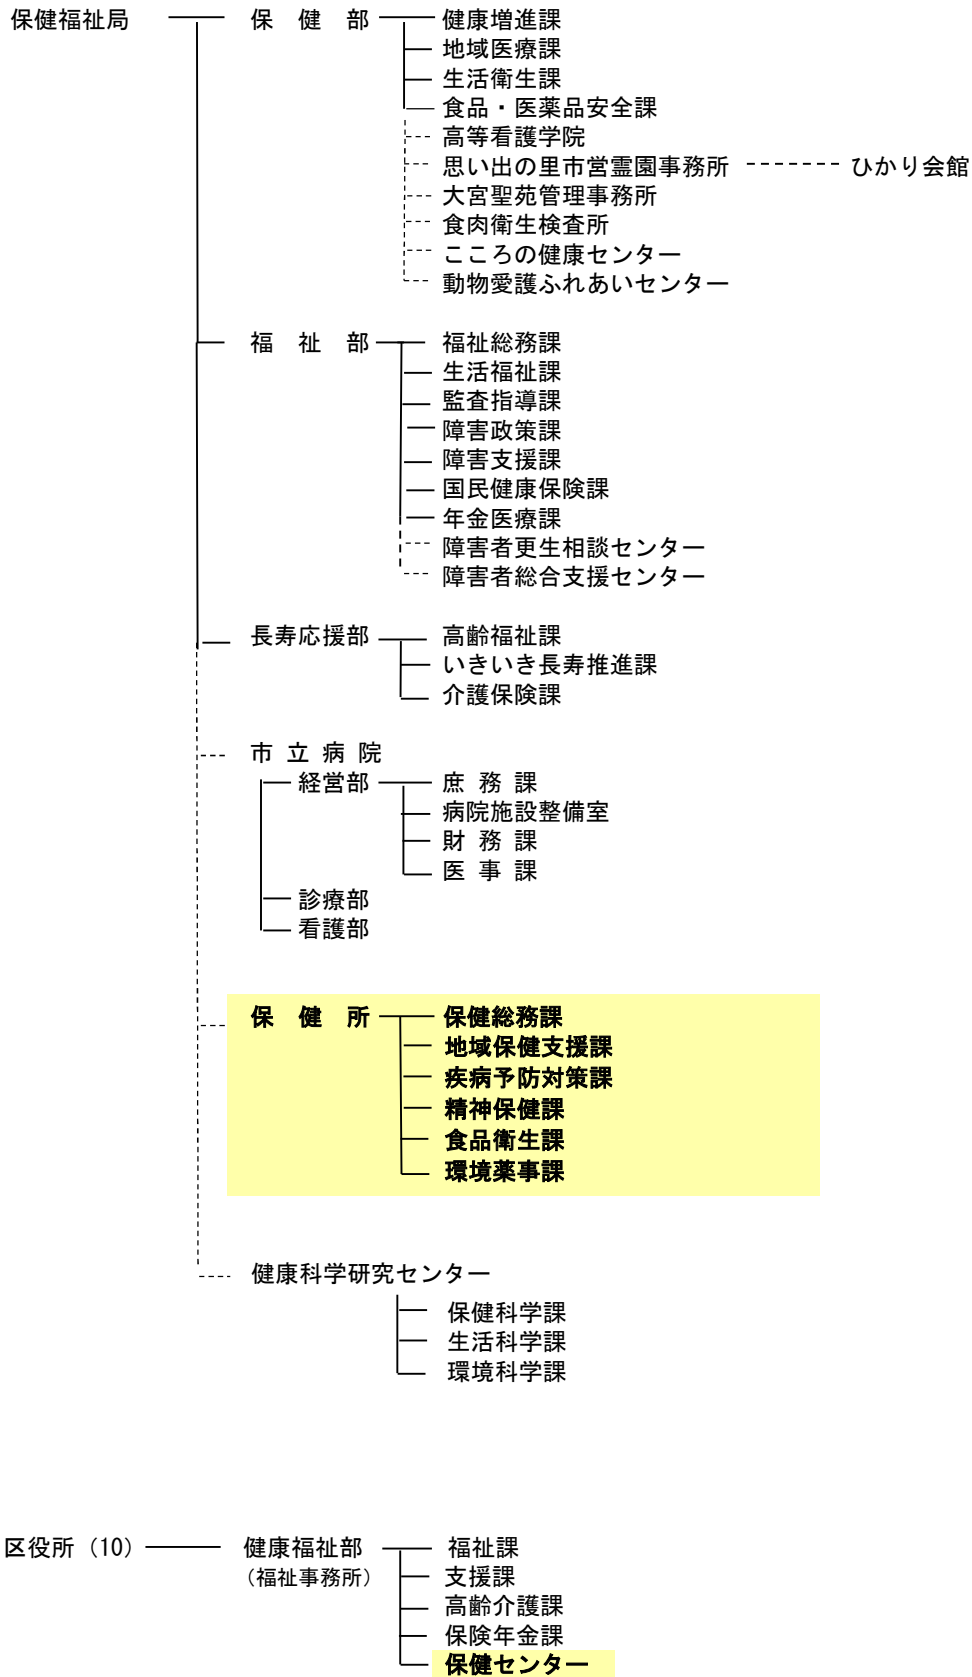 保健福祉局 保 健 部 健康増進課
地域医療課
生活衛生課
食品・医薬品安全課
高等看護学院
思い出の里市営霊園事務所 ひかり会館
大宮聖苑管理事務所
食肉衛生検査所
こころの健康センター
動物愛護ふれあいセンター
福 祉 部 福祉総務課
生活福祉課
監査指導課
障害政策課
障害支援課
国民健康保険課
年金医療課
障害者更生相談センター
障害者総合支援センター
長寿応援部 高齢福祉課
いきいき長寿推進課
介護保険課
市 立 病 院
経営部 庶 務 課
病院施設整備室
財 務 課
医 事 課
診療部
看護部
保 健 所 保健総務課
地域保健支援課
疾病予防対策課
精神保健課
食品衛生課
環境薬事課
健康科学研究センター
保健科学課
生活科学課
環境科学課
区役所（10） 健康福祉部 福祉課
（福祉事務所） 支援課
高齢介護課
保険年金課
保健センター